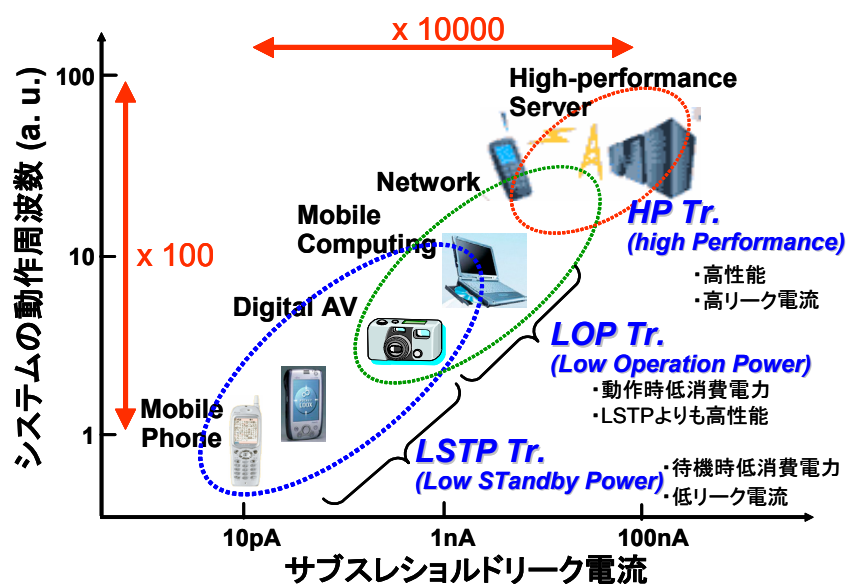 x 10000
システムの動作周波数 (a. u.)
100
10
1
x 100
High-performance
Server
Network
Mobile
Computing
Digital AV
Mobile
Phone
HP Tr.
(high Performance)
・高性能
・高リーク電流
LOP Tr.
(Low Operation Power)
・動作時低消費電力
・LSTPよりも高性能
LSTP Tr.
(Low STandby Power)
・待機時低消費電力
・低リーク電流
10pA
1nA
100nA
サブスレショルドリーク電流